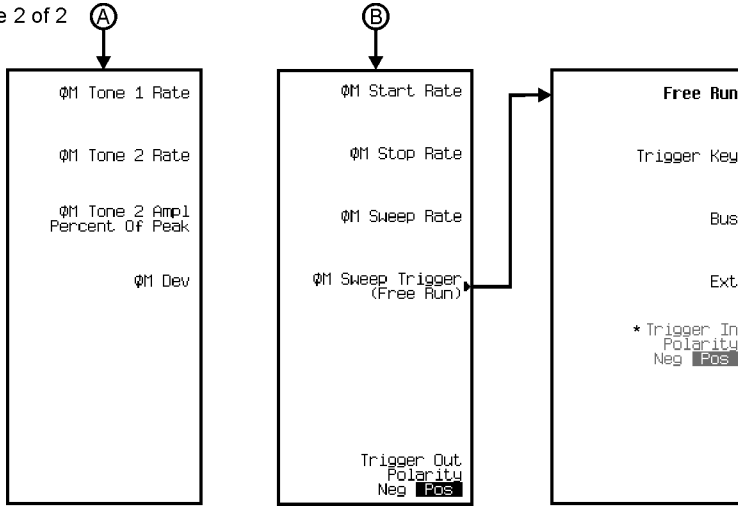 e 2 of 2
A
B
ΦM Tone 1 Rate
ΦM Tone 2 Rate
ΦM Tone 2 Ampl
Percent Of Peak
ΦM Dev
ΦM Start Rate
ΦM Stop Rate
ΦM Sweep Rate
ΦM Sweep Trigger
(Free Run)
Trigger Out
Polarity
Neg Pos
Free Run
Trigger Key
Bus
Ext
* Trigger In
Polarity
Neg Pos